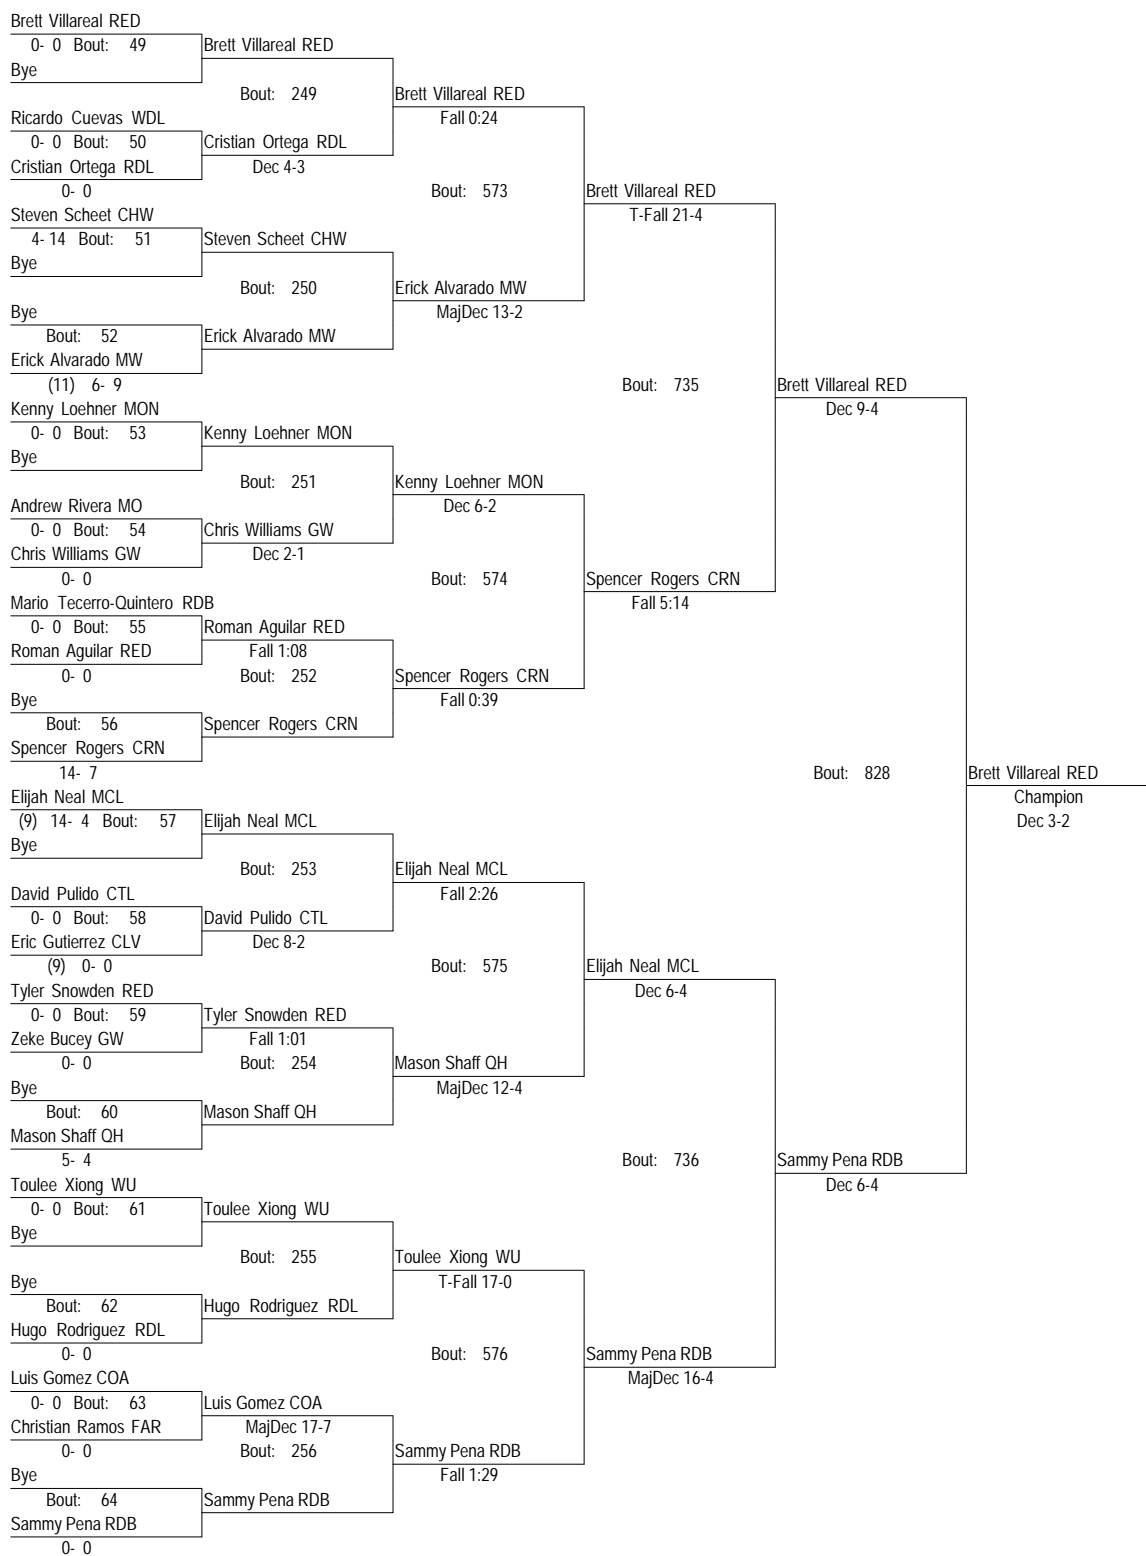 Brett Villareal RED
0- 0 Bout: 49 Brett Villareal RED
Bye
Bout: 249 Brett Villareal RED
Ricardo Cuevas WDL Fall 0:24
0- 0 Bout: 50 Cristian Ortega RDL
Cristian Ortega RDL Dec 4-3
0- 0 Bout: 573 Brett Villareal RED
Steven Scheet CHW T-Fall 21-4
4- 14 Bout: 51 Steven Scheet CHW
Bye
Bout: 250 Erick Alvarado MW
Bye MajDec 13-2
Bout: 52 Erick Alvarado MW
Erick Alvarado MW
(11) 6- 9 Bout: 735 Brett Villareal RED
Kenny Loehner MON Dec 9-4
0- 0 Bout: 53 Kenny Loehner MON
Bye
Bout: 251 Kenny Loehner MON
Andrew Rivera MO Dec 6-2
0- 0 Bout: 54 Chris Williams GW
Chris Williams GW Dec 2-1
0- 0 Bout: 574 Spencer Rogers CRN
Mario Tecerro-Quintero RDB Fall 5:14
0- 0 Bout: 55 Roman Aguilar RED
Roman Aguilar RED Fall 1:08
0- 0 Bout: 252 Spencer Rogers CRN
Bye Fall 0:39
Bout: 56 Spencer Rogers CRN
Spencer Rogers CRN
14- 7 Bout: 828 Brett Villareal RED
Elijah Neal MCL Champion
(9) 14- 4 Bout: 57 Elijah Neal MCL Dec 3-2
Bye
Bout: 253 Elijah Neal MCL
David Pulido CTL Fall 2:26
0- 0 Bout: 58 David Pulido CTL
Eric Gutierrez CLV Dec 8-2
(9) 0- 0 Bout: 575 Elijah Neal MCL
Tyler Snowden RED Dec 6-4
0- 0 Bout: 59 Tyler Snowden RED
Zeke Bucey GW Fall 1:01
0- 0 Bout: 254 Mason Shaff QH
Bye MajDec 12-4
Bout: 60 Mason Shaff QH
Mason Shaff QH
5- 4 Bout: 736 Sammy Pena RDB
Toulee Xiong WU Dec 6-4
0- 0 Bout: 61 Toulee Xiong WU
Bye
Bout: 255 Toulee Xiong WU
Bye T-Fall 17-0
Bout: 62 Hugo Rodriguez RDL
Hugo Rodriguez RDL
0- 0 Bout: 576 Sammy Pena RDB
Luis Gomez COA MajDec 16-4
0- 0 Bout: 63 Luis Gomez COA
Christian Ramos FAR MajDec 17-7
0- 0 Bout: 256 Sammy Pena RDB
Bye Fall 1:29
Bout: 64 Sammy Pena RDB
Sammy Pena RDB
0- 0